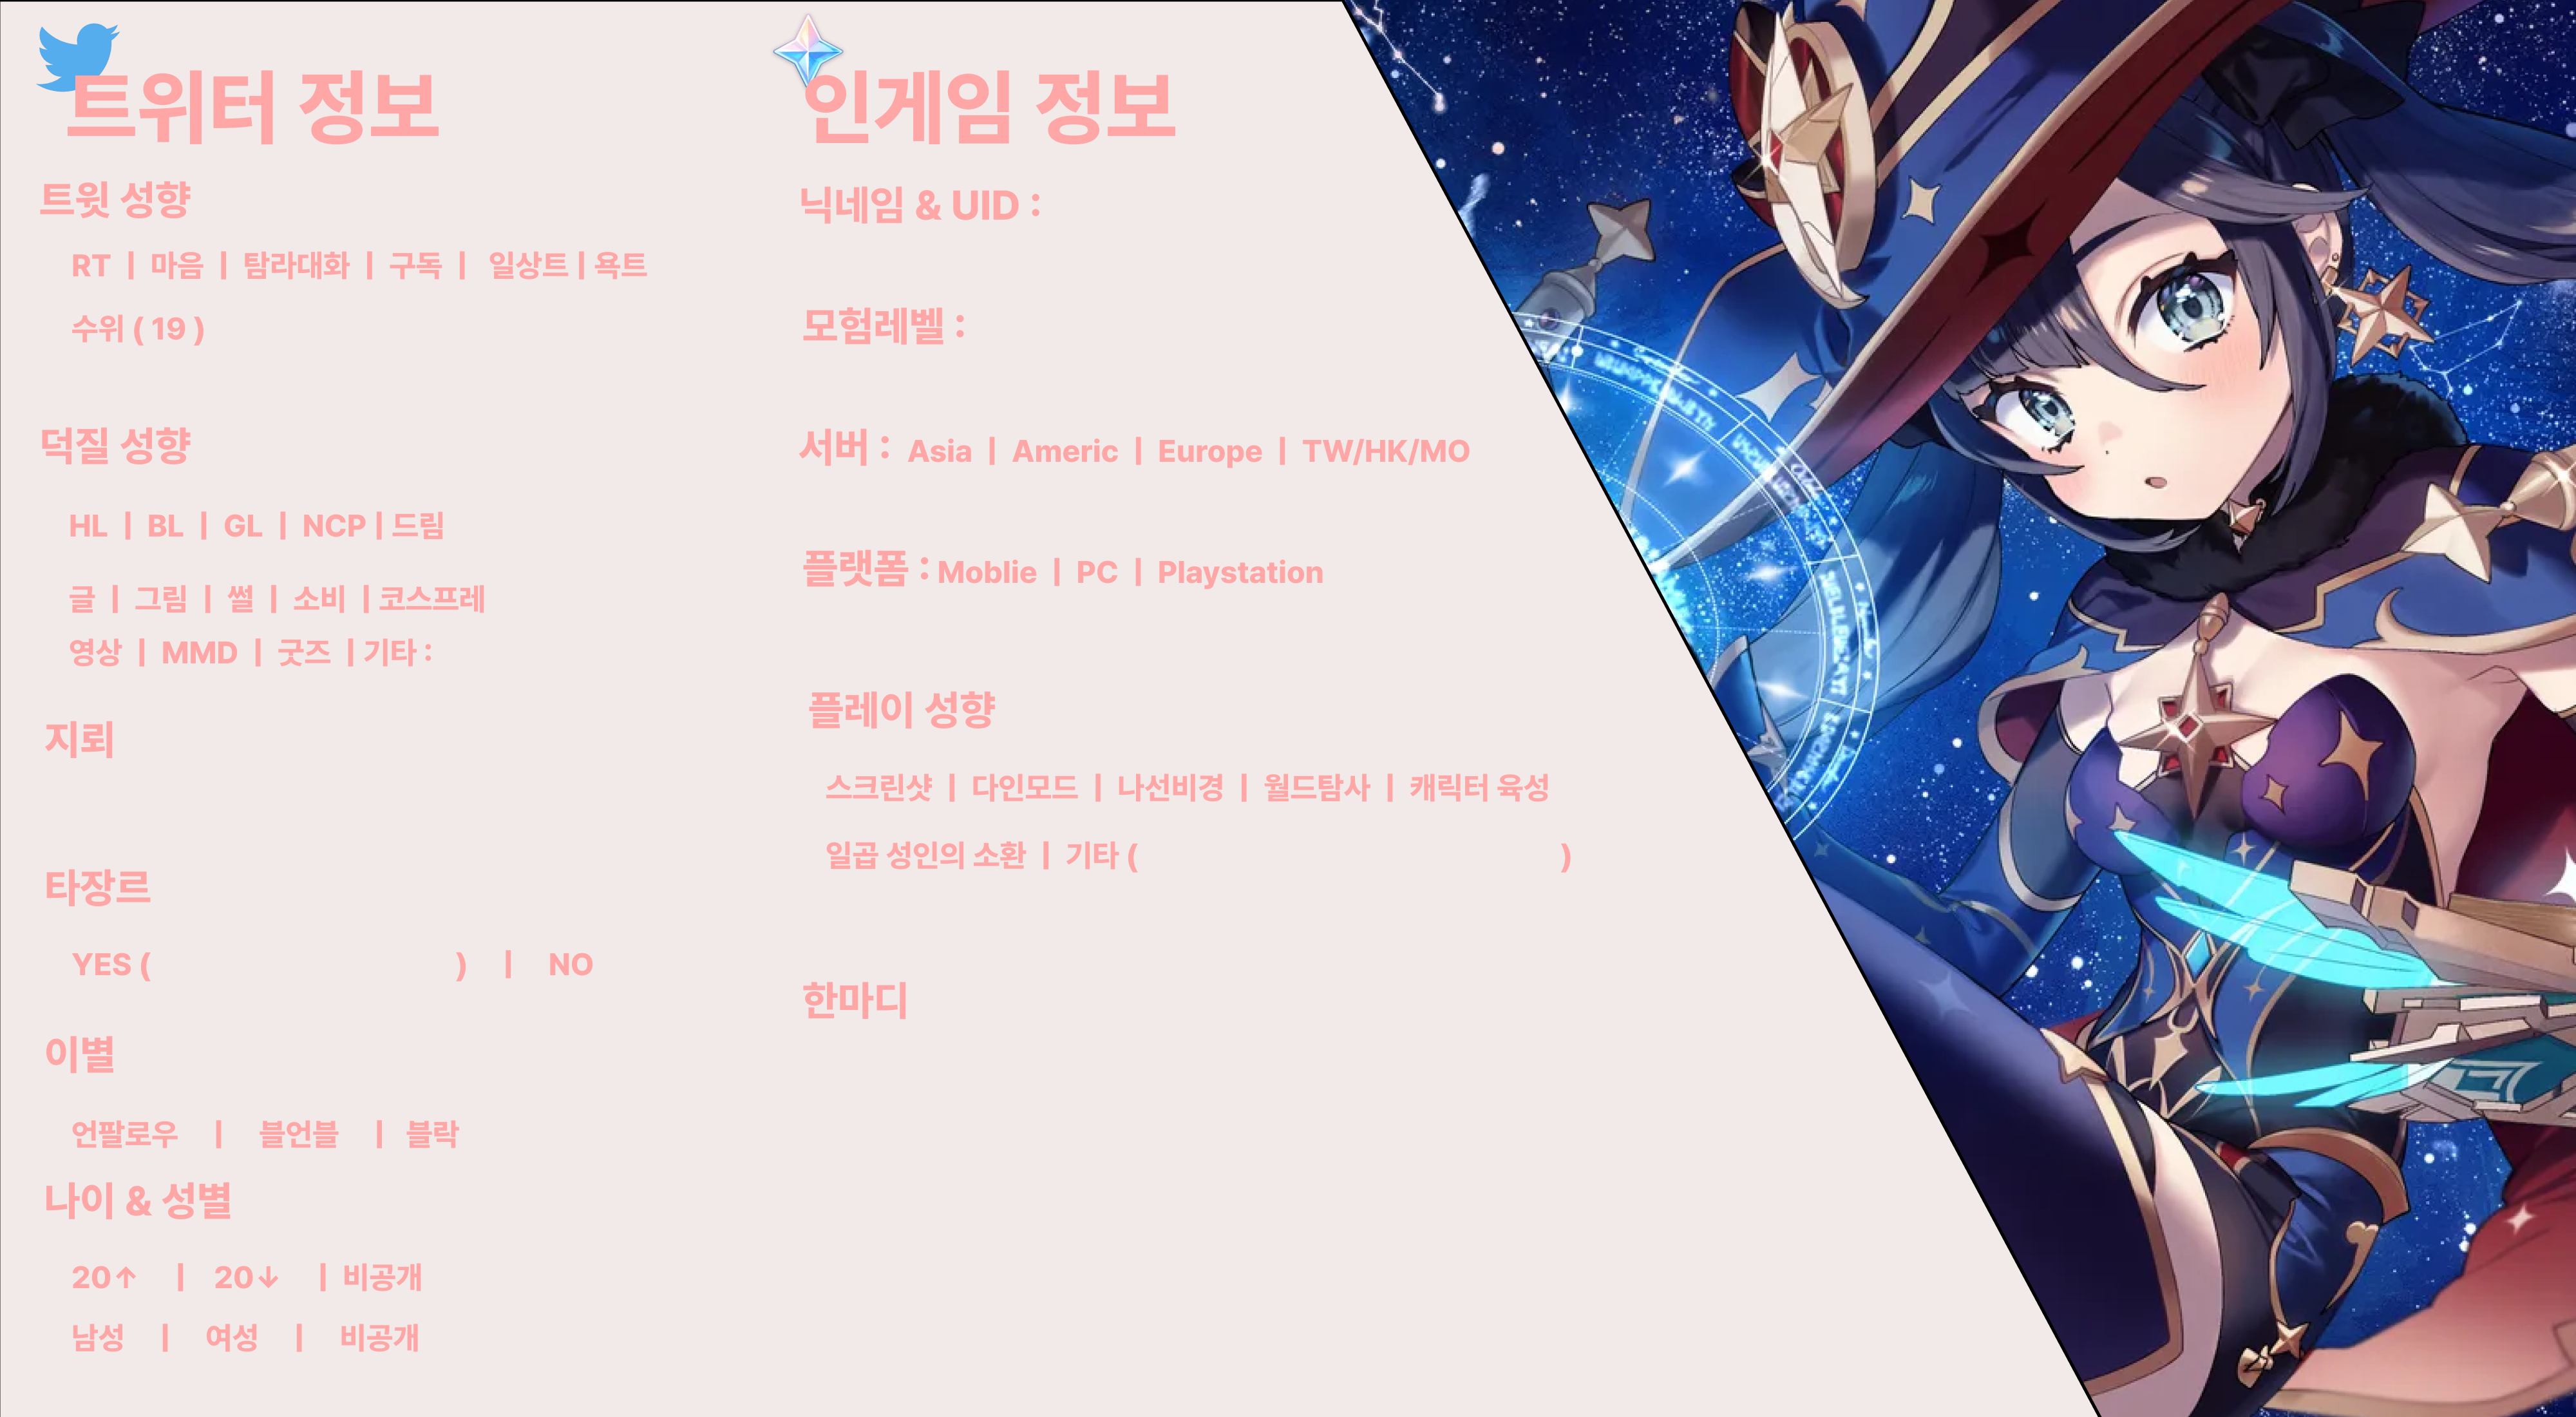 트위터 정보
트윗 성향
RT | 마음 | 탐라대화 | 구독 | 일상트 | 욕트
수위 ( 19 )
덕질 성향
HL | BL | GL | NCP | 드림
글 | 그림 | 썰 | 소비 | 코스프레
영상 | MMD | 굿즈 | 기타 :
지뢰
타장르
YES ( ) | NO
이별
언팔로우 | 블언블 | 블락
나이 & 성별
20↑ | 20↓ | 비공개
남성 | 여성 | 비공개
인게임 정보
닉네임 & UID :
모험레벨 :
서버 : Asia | Americ | Europe | TW/HK/MO
플랫폼 : Moblie | PC | Playstation
플레이 성향
스크린샷 | 다인모드 | 나선비경 | 월드탐사 | 캐릭터 육성
일곱 성인의 소환 | 기타 ( )
한마디